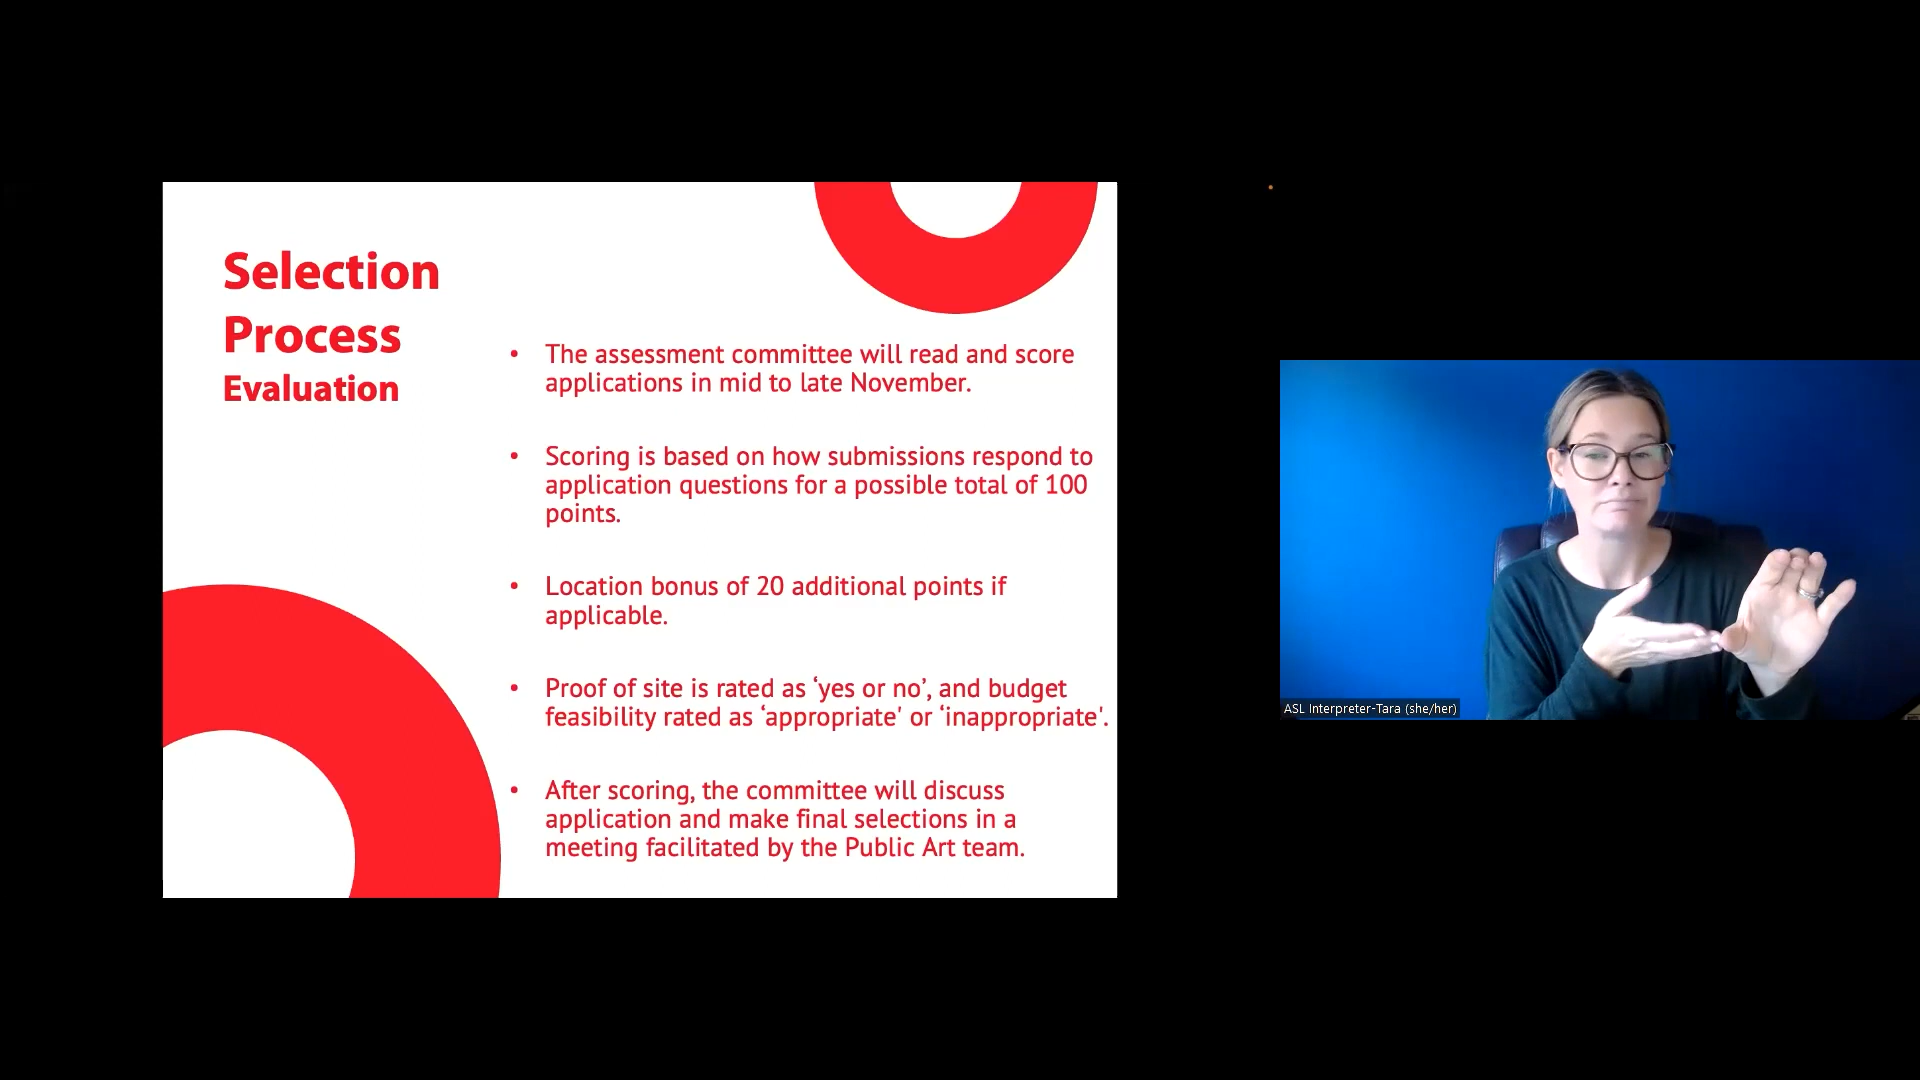 Selection
Process
Evaluation
• The assessment committee will read and score
applications in mid to late November.
• Scoring is based on how submissions respond to
application questions for a possible total of 100
points.
• Location bonus of 20 additional points if
applicable.
• Proof of site is rated as ‘yes or no’, and budget
feasibility rated as ‘appropriate' or ‘inappropriate'.
• After scoring, the committee will discuss
application and make final selections in a
meeting facilitated by the Public Art team.
ASL Interpreter-Tara (she/her)